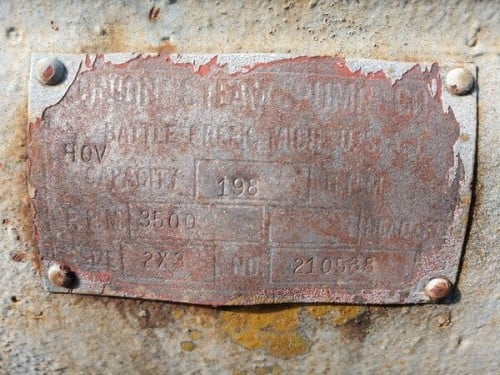 UNION STEAM PUMP CO
BATTLE CREEK MICH. U.S.A.
HOV
CAPACITY 198
R.P.M. 3500
SIZE 2X3 NO. 210538